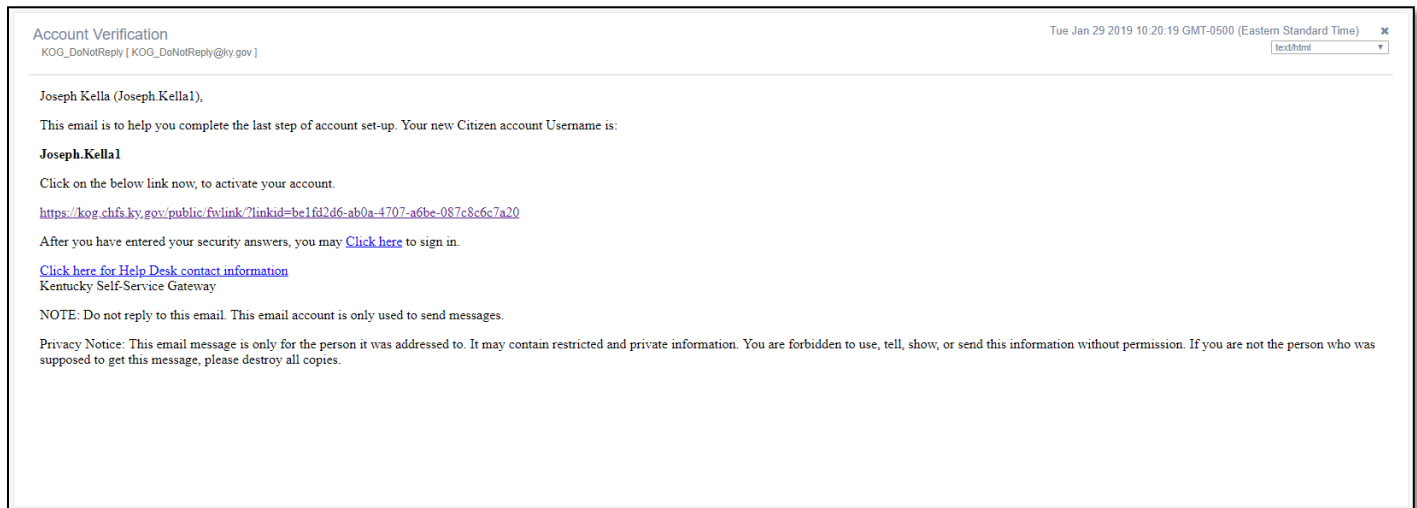 Account Verification
Tue Jan 29 2019 10:20:19 GMT-0500 (Eastern Standard Time)
KOG_DoNotReply [ KOG_DoNotReply@ky.gov ]
text/html
Joseph Kella (Joseph.Kella1),
This email is to help you complete the last step of account set-up. Your new Citizen account Username is:
Joseph.Kella1
Click on the below link now, to activate your account.
https://kog.chfs.ky.gov/public/fwlink/?linkid=be1fd2d6-ab0a-4707-a6be-087c8c6c7a20
After you have entered your security answers, you may Click here to sign in.
Click here for Help Desk contact information
Kentucky Self-Service Gateway
NOTE: Do not reply to this email. This email account is only used to send messages.
Privacy Notice: This email message is only for the person it was addressed to. It may contain restricted and private information. You are forbidden to use, tell, show, or send this information without permission. If you are not the person who was
supposed to get this message, please destroy all copies.